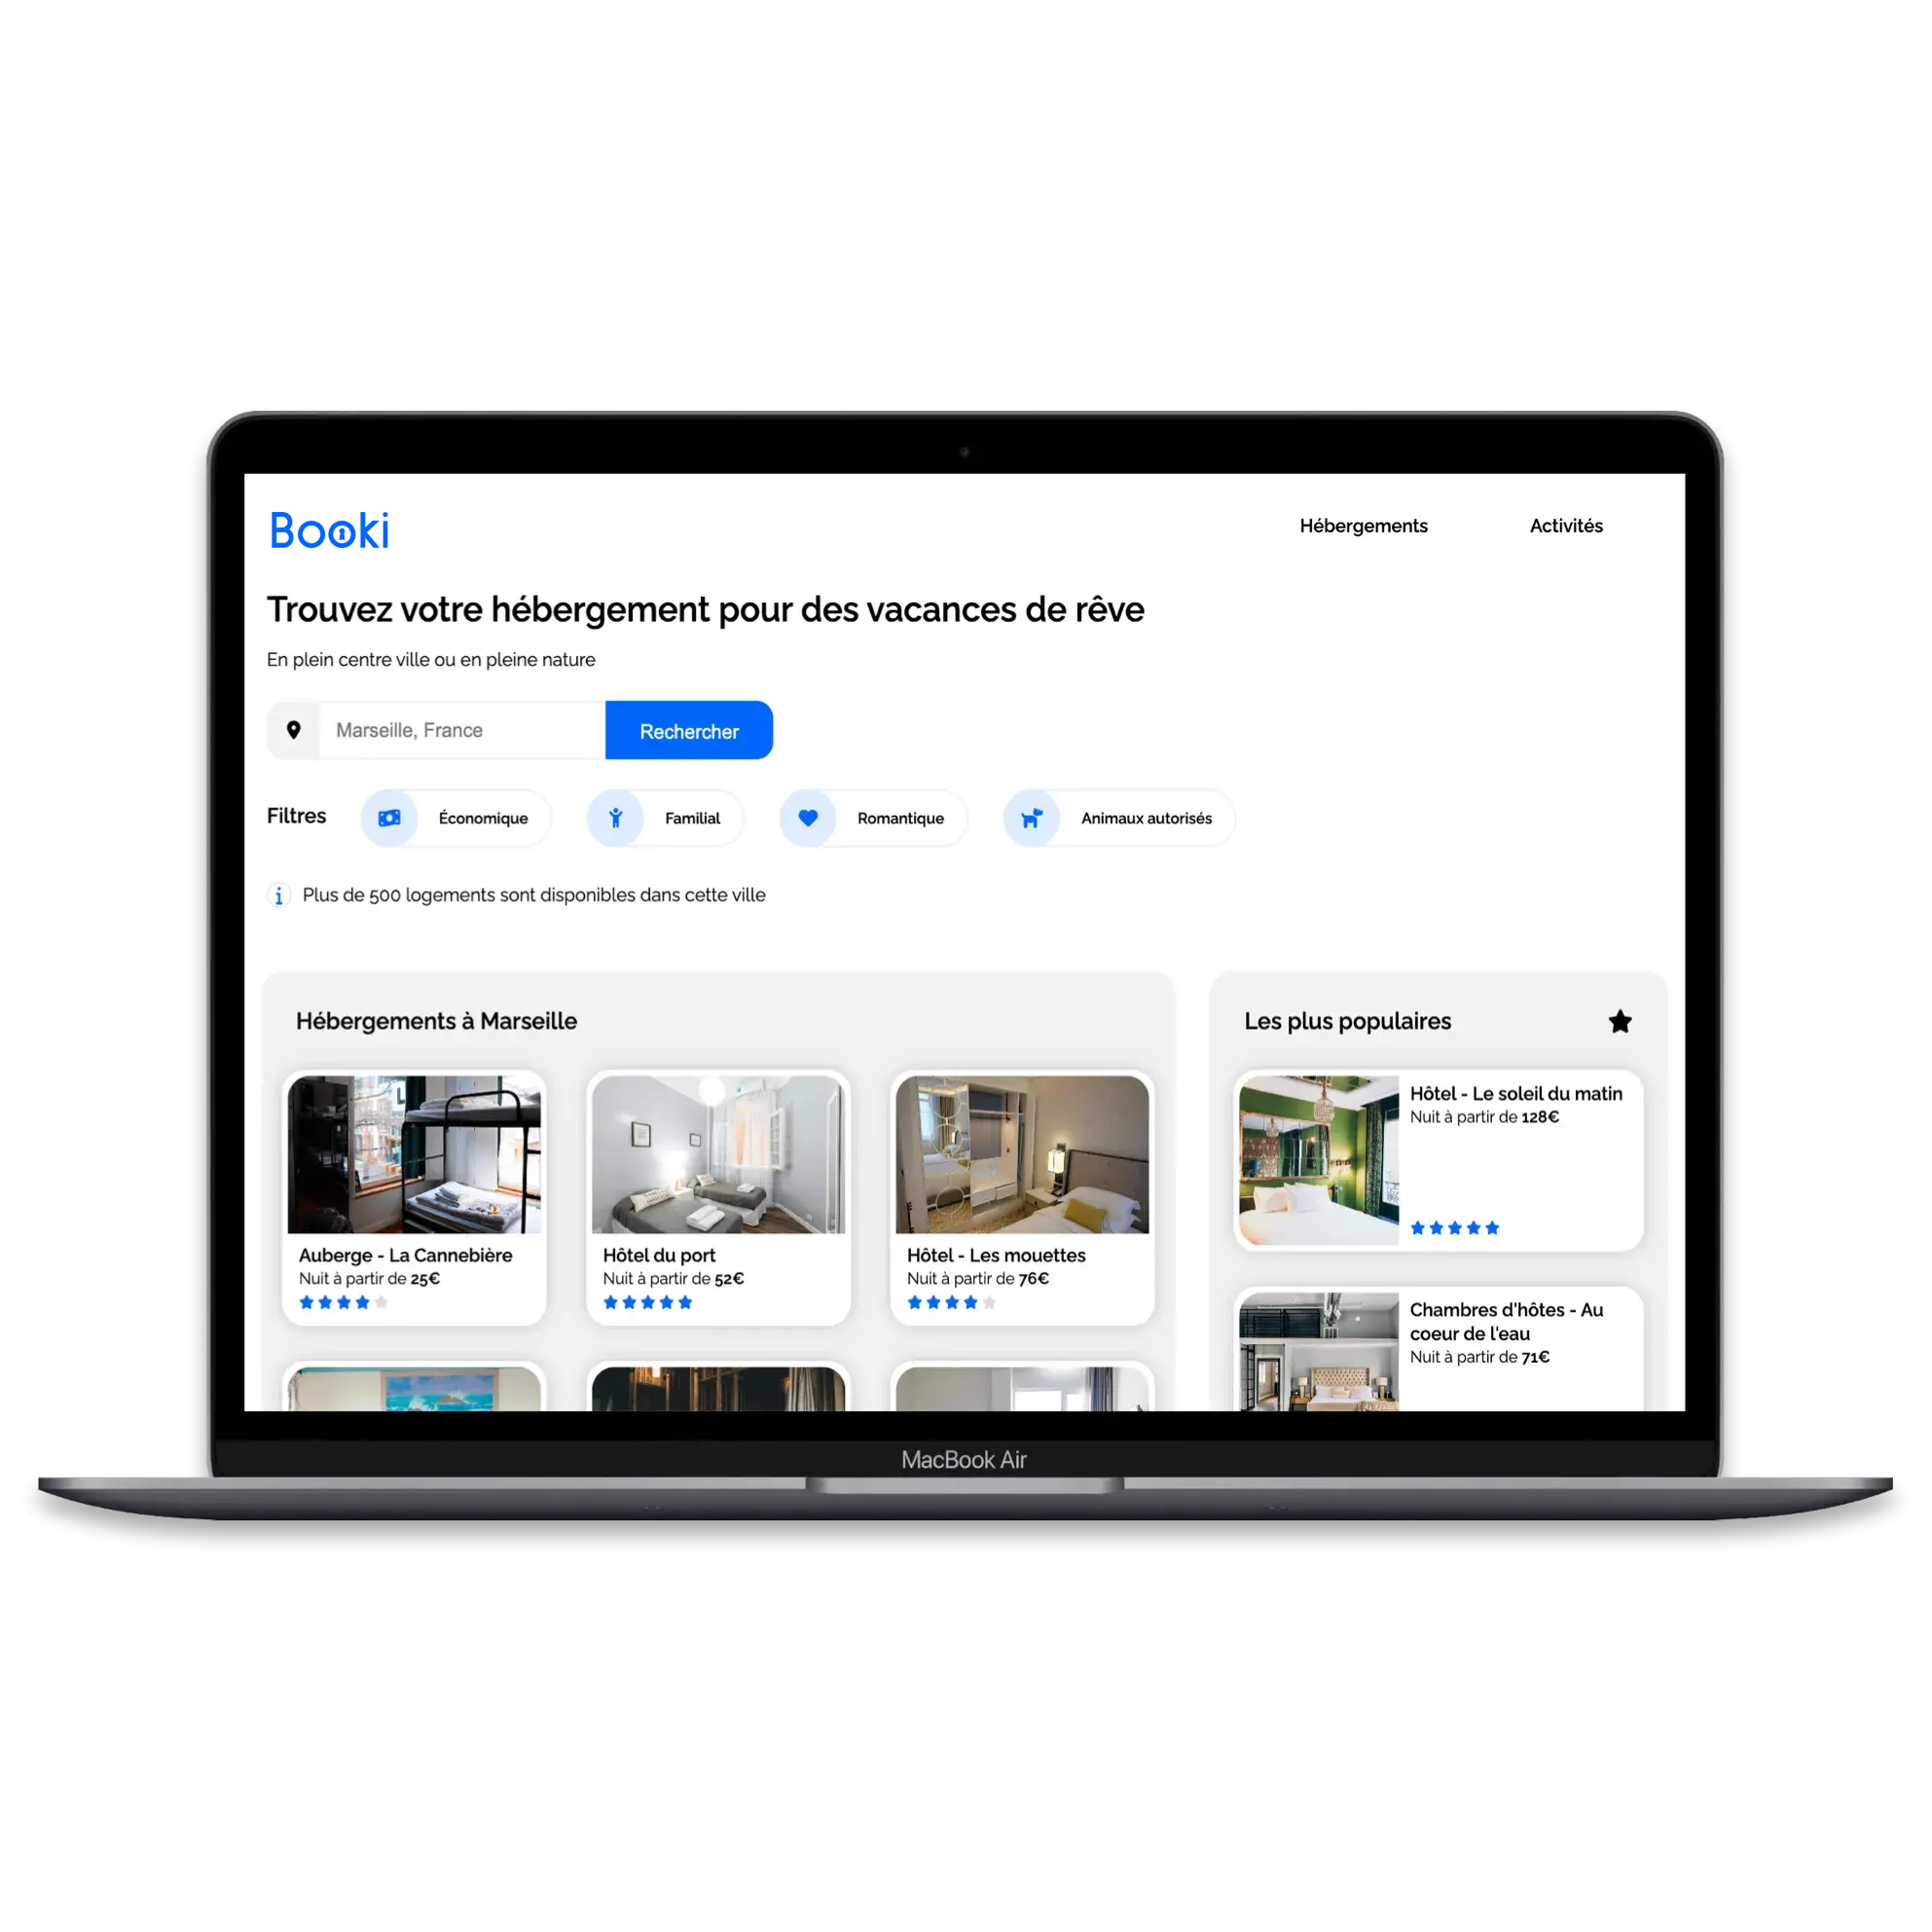 Booki
Hébergements
Activités
Trouvez votre hébergement pour des vacances de rêve
En plein centre ville ou en pleine nature
Marseille, France
Rechercher
Filtres
Économique
Familial
Romantique
Animaux autorisés
Plus de 500 logements sont disponibles dans cette ville
Hébergements à Marseille
Auberge - La Cannebière
Nuit à partir de 25€
Hôtel du port
Nuit à partir de 52€
Hôtel - Les mouettes
Nuit à partir de 76€
Les plus populaires
Hôtel - Le soleil du matin
Nuit à partir de 128€
Chambres d'hôtes - Au
coeur de l'eau
Nuit à partir de 71€
MacBook Air